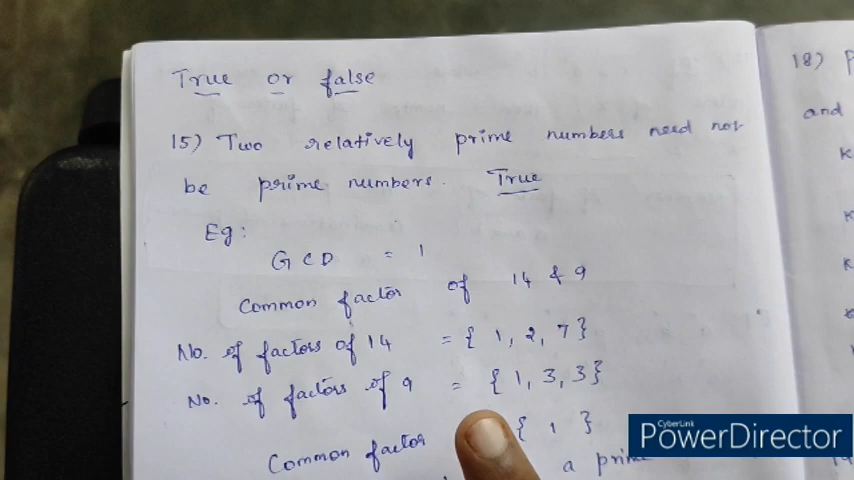 True or false
15) Two relatively prime numbers need not
be prime numbers. True
Eg:
GCD = 1
Common factor of 14 & 9
No. of factors of 14 = { 1, 2, 7 }
No. of factors of 9 = { 1, 3, 3 }
Common factor { 1 }
a prime
18) P
and
K
K
K
CyberLink
PowerDirector